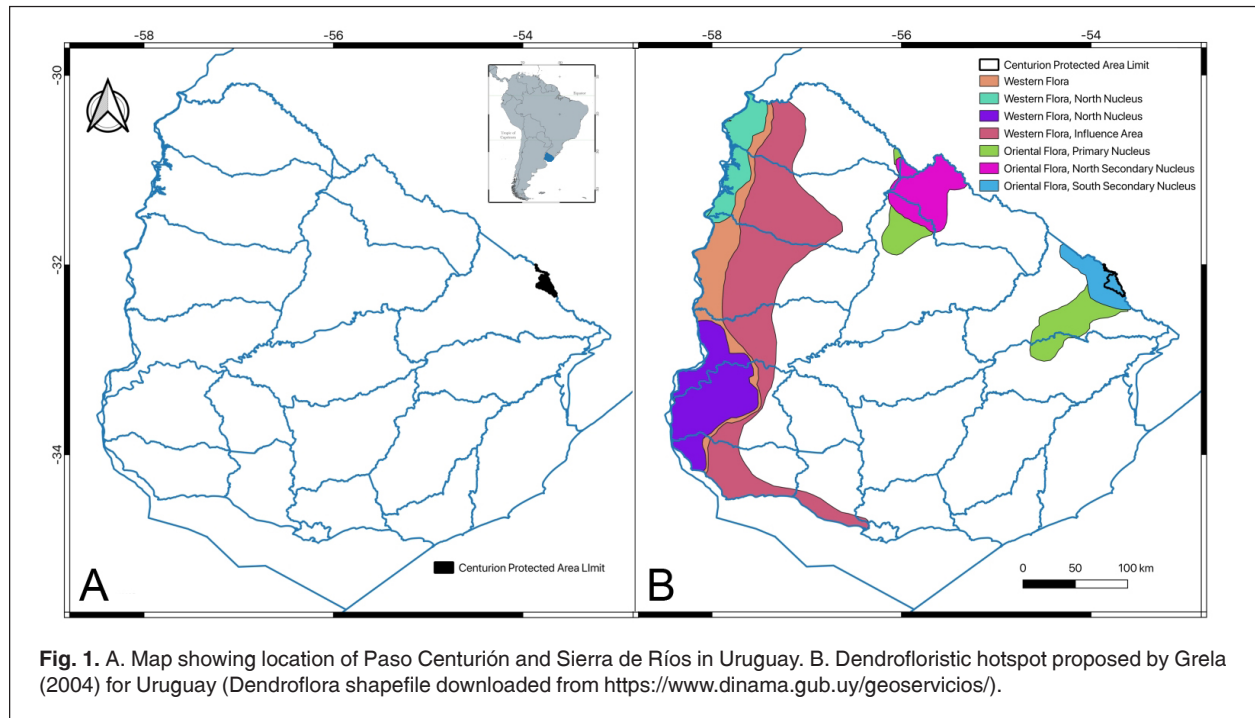 -58
-56
-54
-58
-56
-54
-30
-32
-34
Centurion Protected Area LImit
A
Centurion Protected Area Limit
Western Flora
Western Flora, North Nucleus
Western Flora, North Nucleus
Western Flora, Influence Area
Oriental Flora, Primary Nucleus
Oriental Flora, North Secondary Nucleus
Oriental Flora, South Secondary Nucleus
0 50 100 km
B
Fig. 1. A. Map showing location of Paso Centurión and Sierra de Ríos in Uruguay. B. Dendrofloristic hotspot proposed by Grela
(2004) for Uruguay (Dendroflora shapefile downloaded from https://www.dinama.gub.uy/geoservicios/).